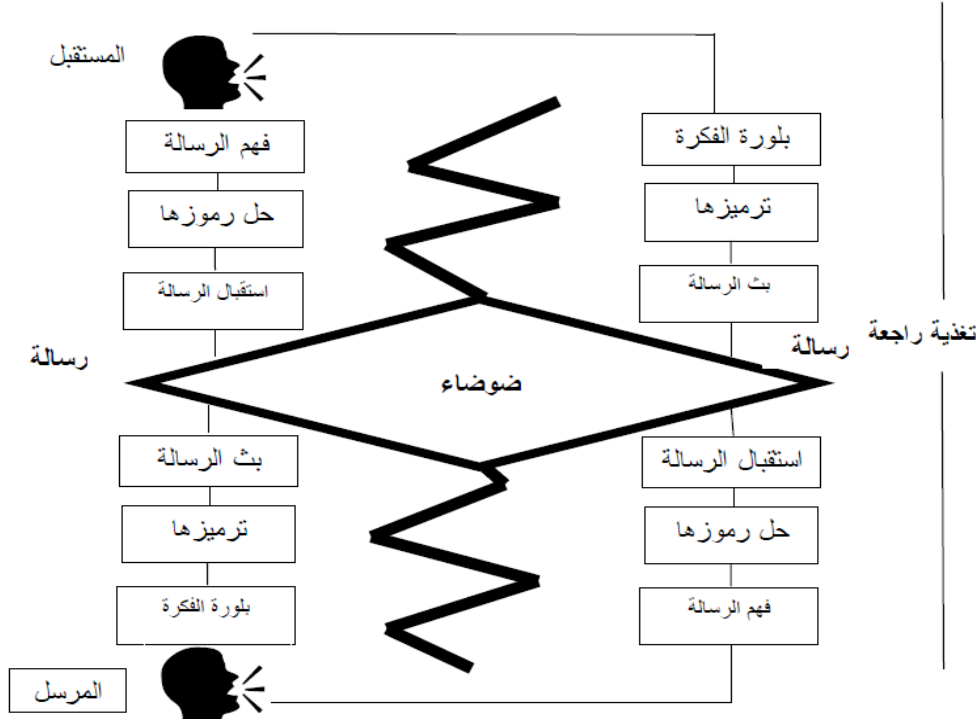 المستقبل
فهم الرسالة
بلورة الفكرة
حل رموزها
ترميزها
استقبال الرسالة
بث الرسالة
تغذية راجعة
رسالة
رسالة
ضوضاء
استقبال الرسالة
بث الرسالة
حل رموزها
ترميزها
فهم الرسالة
بلورة الفكرة
المرسل